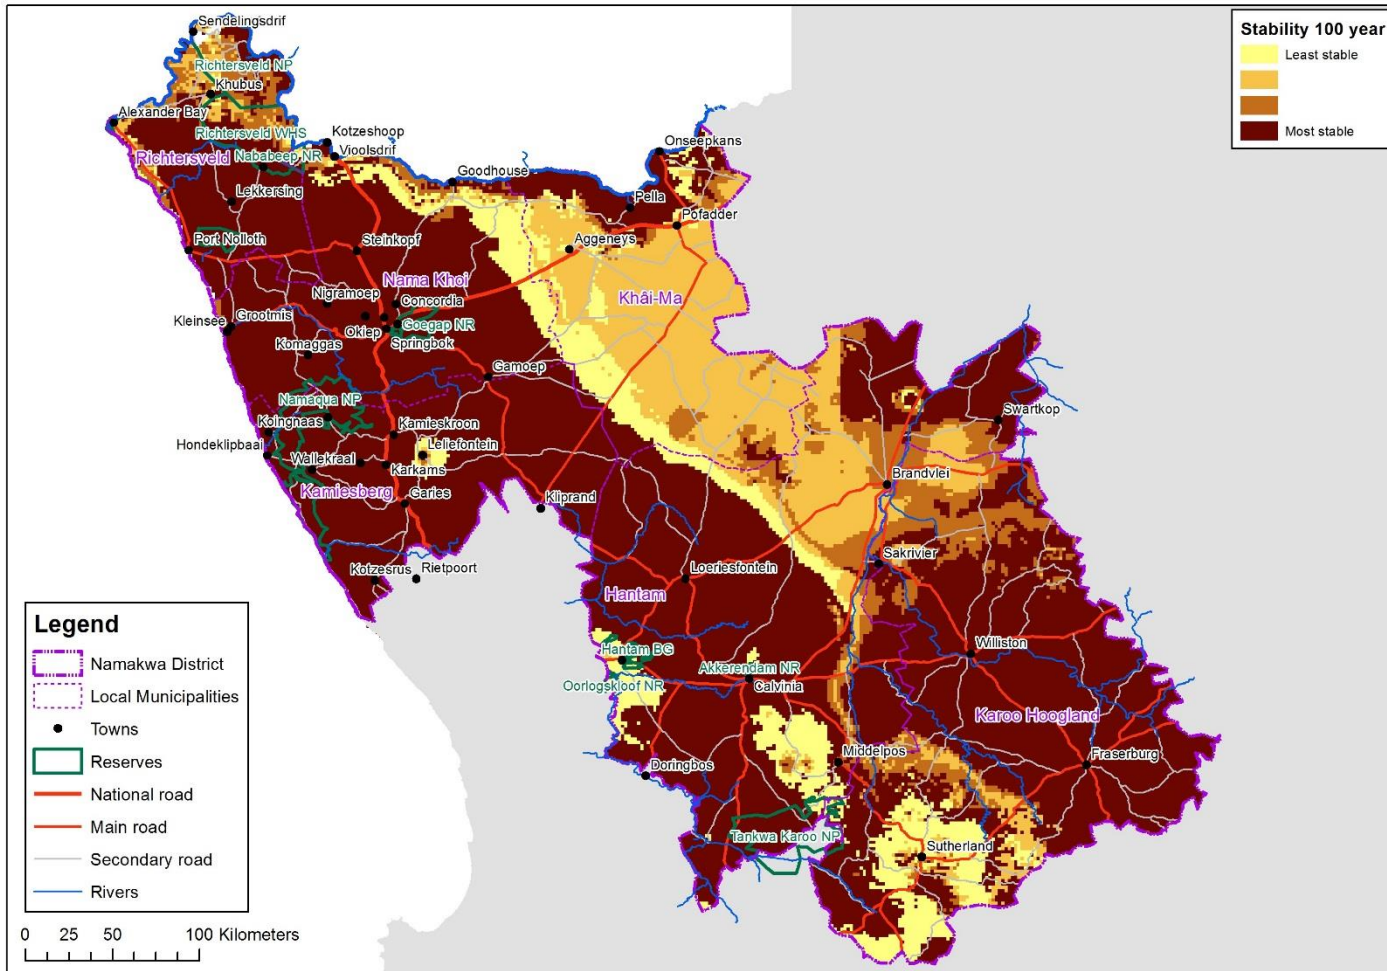 Stability 100 year
Least stable
Most stable
Sendelingsdrif
Richtersveld NP
Khubus
Alexander Bay
Richtersveld WHS
Kotzeshoop
Vioolsdrif
Richtersveld
Nababeep NR
Goodhouse
Onseepkans
Lekkersing
Pella
Pofadder
Port Nolloth
Steinkopf
Aggeneys
Nama Khoi
Khâi-Ma
Nigramoep
Concordia
Kleinsee
Grootmis
Okiep
Goegap NR
Springbok
Komaggas
Gamoep
Namaqua NP
Koingnaas
Kamieskroon
Swartkop
Hondeklipbaai
Leliefontein
Wallekraal
Karkams
Brandvlei
Kamiesberg
Garies
Kliprand
Kotzesrus
Rietpoort
Loeriesfontein
Sakrivier
Hantam
Hantam BG
Akkerendam NR
Williston
Oorlogskloof NR
Calvinia
Karoo Hoogland
Middelpos
Fraserburg
Doringbos
Tankwa Karoo NP
Sutherland
Legend
Namakwa District
Local Municipalities
Towns
Reserves
National road
Main road
Secondary road
Rivers
0 25 50 100 Kilometers